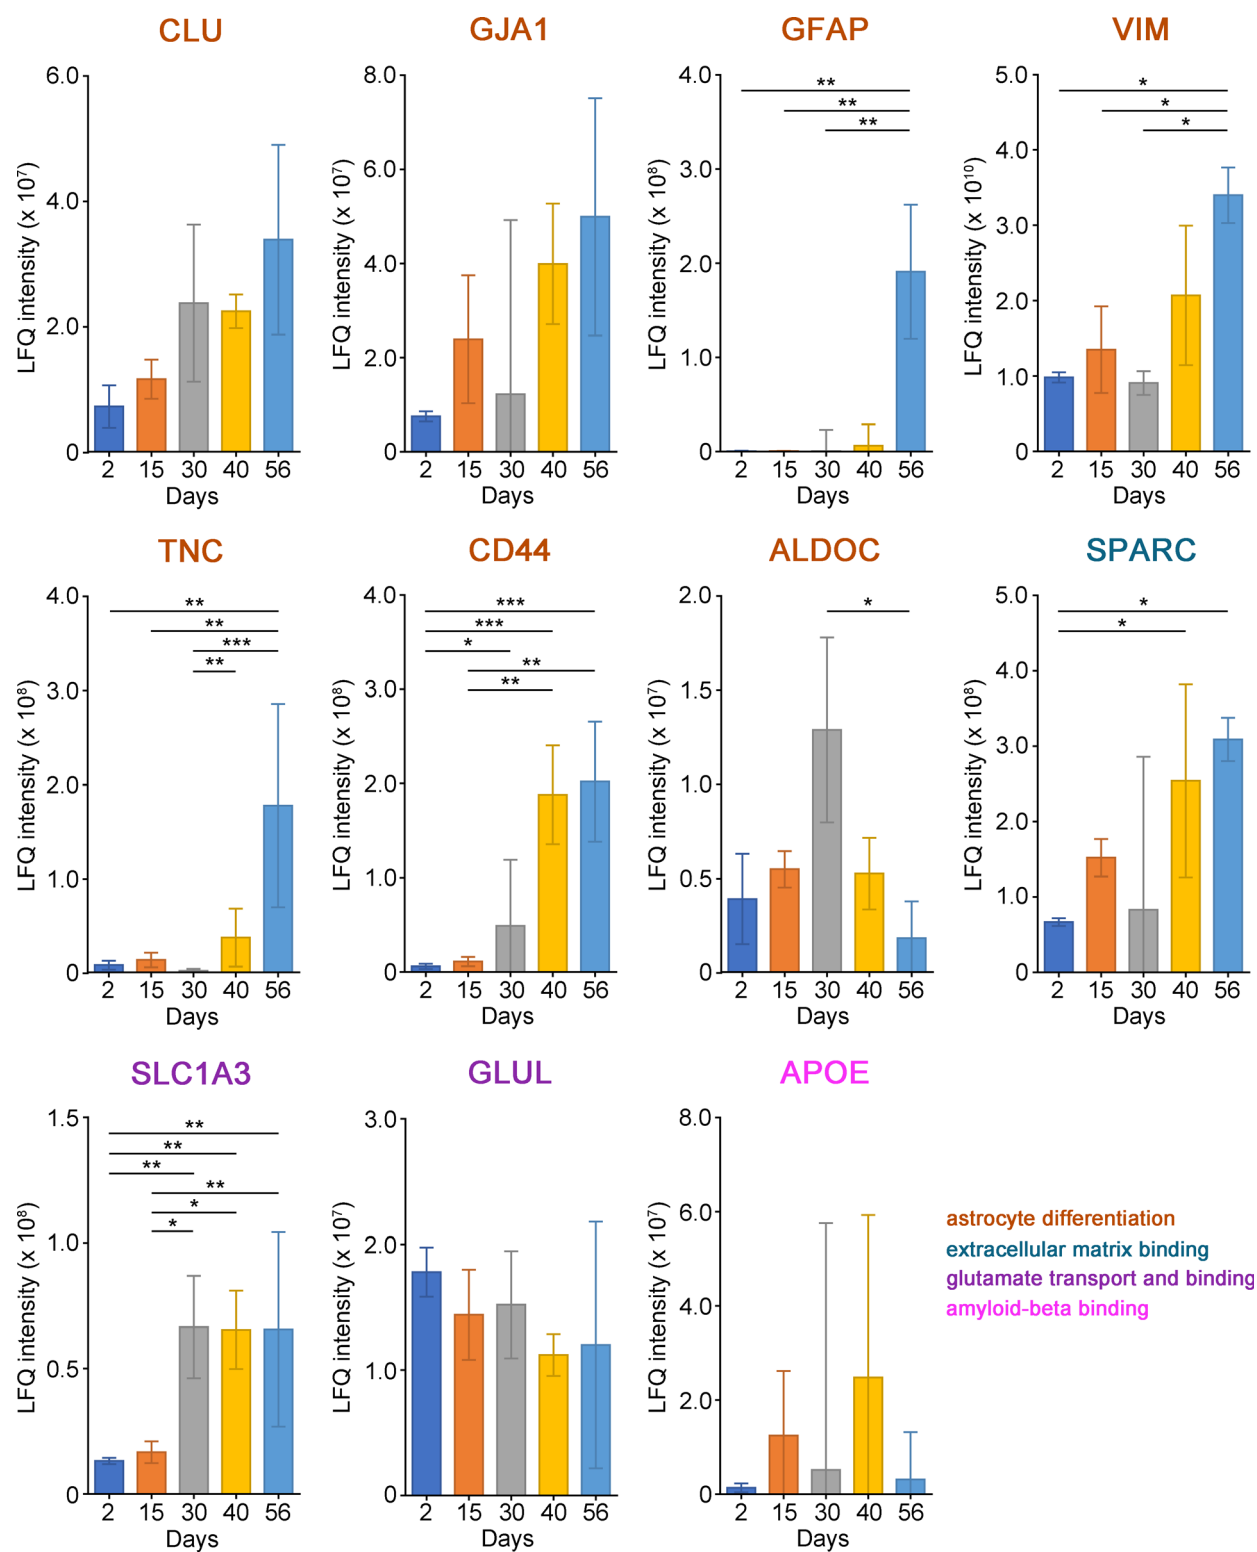 CLU GJA1 GFAP VIM
6.0 8.0 4.0 5.0
** *
** *
** *
4.0 6.0 3.0 4.0
LFQ intensity (x 10⁷) LFQ intensity (x 10⁷) LFQ intensity (x 10⁸) LFQ intensity (x 10¹⁰)
3.0
2.0 4.0 2.0 2.0
2.0 1.0 1.0
0 0 0 0
2 15 30 40 56 2 15 30 40 56 2 15 30 40 56 2 15 30 40 56
Days Days Days Days
TNC CD44 ALDOC SPARC
4.0 4.0 2.0 5.0
** *** * *
** *** *
*** *
** **
**
3.0 3.0 1.5 4.0
LFQ intensity (x 10⁸) LFQ intensity (x 10⁸) LFQ intensity (x 10⁷) LFQ intensity (x 10⁸)
3.0
2.0 2.0 1.0 2.0
1.0 1.0 0.5 1.0
0 0 0 0
2 15 30 40 56 2 15 30 40 56 2 15 30 40 56 2 15 30 40 56
Days Days Days Days
SLC1A3 GLUL APOE
1.5 3.0 8.0
**
**
**
**
*
*
6.0
1.0 2.0
LFQ intensity (x 10⁸) LFQ intensity (x 10⁷) LFQ intensity (x 10⁷)
4.0
0.5 1.0 2.0
0 0 0
2 15 30 40 56 2 15 30 40 56 2 15 30 40 56
Days Days Days
astrocyte differentiation
extracellular matrix binding
glutamate transport and binding
amyloid-beta binding